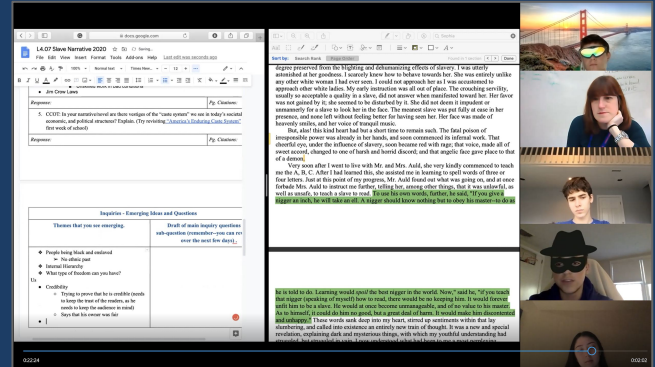 docs.google.com
L4.07 Slave Narrative 2020
Saving...
File Edit View Insert Format Tools Add-ons Help
Last edit was seconds ago
Normal text
Times New...
12
Jim Crow Laws
Response:
Pg. Citations:
5. CCOT: In your narrative/novel are there vestiges of the "caste system" we see in today's societal
economic, and political structures? Explain. (Try revisiting "America's Enduring Caste System"
first week of school)
Response:
Pg. Citations:
Inquiries - Emerging Ideas and Questions
Themes that you see emerging.
Draft of main inquiry questions
sub-question (remember--you can rev
over the next few days).
❖ People being black and enslaved
➢ No ethnic past
❖ Internal Hierarchy
❖ What type of freedom can you have?
Us
● Credibility
○ Trying to prove that he is credible (needs
to keep the trust of the readers, as he
needs to keep the audience in mind)
○ Says that his owner was fair
Sort by: Search Rank Page Order
Done
degree preserved from the blighting and dehumanizing effects of slavery. I was utterly
astonished at her goodness. I scarcely knew how to behave towards her. She was entirely unlike
any other white woman I had ever seen. I could not approach her as I was accustomed to
approach other white ladies. My early instruction was all out of place. The crouching servility,
usually so acceptable a quality in a slave, did not answer when manifested toward her. Her favor
was not gained by it; she seemed to be disturbed by it. She did not deem it impudent or
unmannerly for a slave to look her in the face. The meanest slave was put fully at ease in her
presence, and none left without feeling better for having seen her. Her face was made of
heavenly smiles, and her voice of tranquil music.
But, alas! this kind heart had but a short time to remain such. The fatal poison of
irresponsible power was already in her hands, and soon commenced its infernal work. That
cheerful eye, under the influence of slavery, soon became red with rage; that voice, made all of
sweet accord, changed to one of harsh and horrid discord; and that angelic face gave place to that
of a demon.
Very soon after I went to live with Mr. and Mrs. Auld, she very kindly commenced to teach
me the A, B, C. After I had learned this, she assisted me in learning to spell words of three or
four letters. Just at this point of my progress, Mr. Auld found out what was going on, and at once
forbade Mrs. Auld to instruct me further, telling her, among other things, that it was unlawful, as
well as unsafe, to teach a slave to read. To use his own words, further, he said, "If you give a
nigger an inch, he will take an ell. A nigger should know nothing but to obey his master--to do as
he is told to do. Learning would spoil the best nigger in the world. Now," said he, "if you teach
that nigger (speaking of myself) how to read, there would be no keeping him. It would forever
unfit him to be a slave. He would at once become unmanageable, and of no value to his master.
As to himself, it could do him no good, but a great deal of harm. It would make him discontented
and unhappy." These words sank deep into my heart, stirred up sentiments within that lay
slumbering, and called into existence an entirely new train of thought. It was a new and special
revelation, explaining dark and mysterious things, with which my youthful understanding had
0:22:24
0:02:02